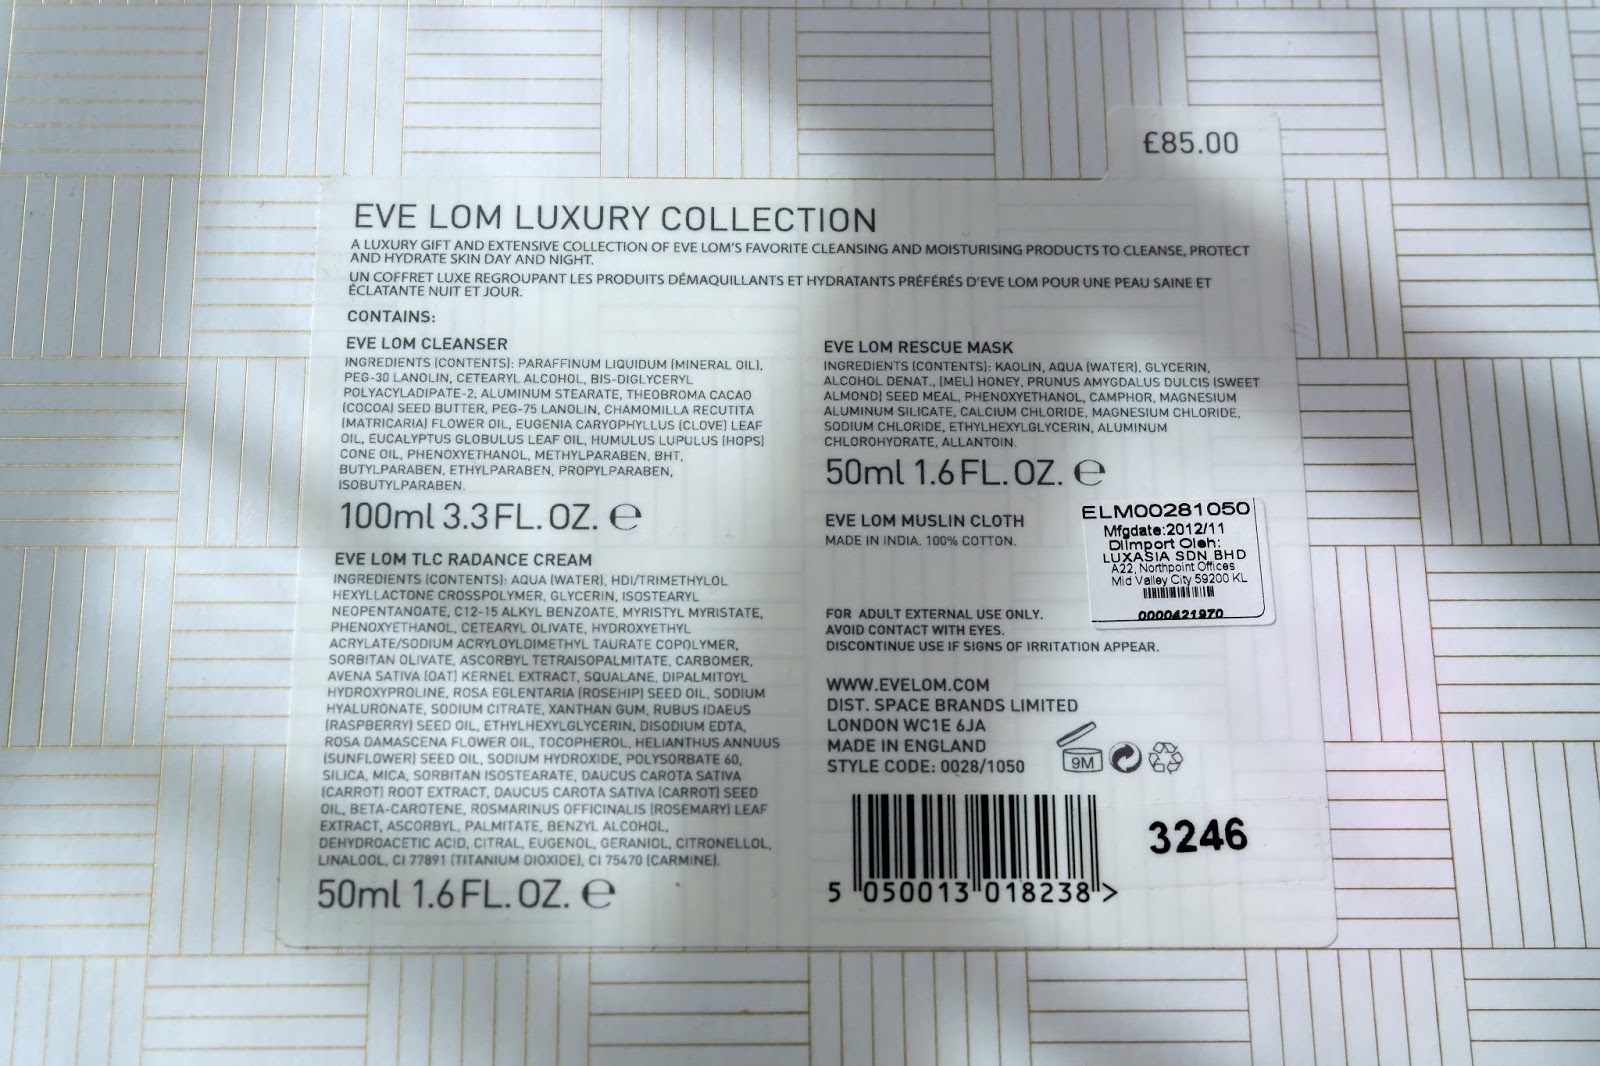 £85.00
EVE LOM LUXURY COLLECTION
A LUXURY GIFT AND EXTENSIVE COLLECTION OF EVE LOM'S FAVORITE CLEANSING AND MOISTURISING PRODUCTS TO CLEANSE, PROTECT
AND HYDRATE SKIN DAY AND NIGHT.
UN COFFRET LUXE REGROUPANT LES PRODUITS DÉMAQUILLANTS ET HYDRATANTS PRÉFÉRÉS D'EVE LOM POUR UNE PEAU SAINE ET
ÉCLATANTE NUIT ET JOUR.
CONTAINS:
EVE LOM CLEANSER
INGREDIENTS (CONTENTS): PARAFFINUM LIQUIDUM (MINERAL OIL),
PEG-30 LANOLIN, CETEARYL ALCOHOL, BIS-DIGLYCERYL
POLYACYLADIPATE-2, ALUMINUM STEARATE, THEOBROMA CACAO
(COCOA) SEED BUTTER, PEG-75 LANOLIN, CHAMOMILLA RECUTITA
(MATRICARIA) FLOWER OIL, EUGENIA CARYOPHYLLUS (CLOVE) LEAF
OIL, EUCALYPTUS GLOBULUS LEAF OIL, HUMULUS LUPULUS (HOPS)
CONE OIL, PHENOXYETHANOL, METHYLPARABEN, BHT,
BUTYLPARABEN, ETHYLPARABEN, PROPYLPARABEN,
ISOBUTYLPARABEN.
100ml 3.3 FL. OZ. ℮
EVE LOM TLC RADANCE CREAM
INGREDIENTS (CONTENTS): AQUA (WATER), HDI/TRIMETHYLOL
HEXYLLACTONE CROSSPOLYMER, GLYCERIN, ISOSTEARYL
NEOPENTANOATE, C12-15 ALKYL BENZOATE, MYRISTYL MYRISTATE,
PHENOXYETHANOL, CETEARYL OLIVATE, HYDROXYETHYL
ACRYLATE/SODIUM ACRYLOYLDIMETHYL TAURATE COPOLYMER,
SORBITAN OLIVATE, ASCORBYL TETRAISOPALMITATE, CARBOMER,
AVENA SATIVA (OAT) KERNEL EXTRACT, SQUALANE, DIPALMITOYL
HYDROXYPROLINE, ROSA EGLENTARIA (ROSEHIP) SEED OIL, SODIUM
HYALURONATE, SODIUM CITRATE, XANTHAN GUM, RUBUS IDAEUS
(RASPBERRY) SEED OIL, ETHYLHEXYLGLYCERIN, DISODIUM EDTA,
ROSA DAMASCENA FLOWER OIL, TOCOPHEROL, HELIANTHUS ANNUUS
(SUNFLOWER) SEED OIL, SODIUM HYDROXIDE, POLYSORBATE 60,
SILICA, MICA, SORBITAN ISOSTEARATE, DAUCUS CAROTA SATIVA
(CARROT) ROOT EXTRACT, DAUCUS CAROTA SATIVA (CARROT) SEED
OIL, BETA-CAROTENE, ROSMARINUS OFFICINALIS (ROSEMARY) LEAF
EXTRACT, ASCORBYL, PALMITATE, BENZYL ALCOHOL,
DEHYDROACETIC ACID, CITRAL, EUGENOL, GERANIOL, CITRONELLOL,
LINALOOL, CI 77891 (TITANIUM DIOXIDE), CI 75470 (CARMINE).
50ml 1.6 FL. OZ. ℮
EVE LOM RESCUE MASK
INGREDIENTS (CONTENTS): KAOLIN, AQUA (WATER), GLYCERIN,
ALCOHOL DENAT., (MEL) HONEY, PRUNUS AMYGDALUS DULCIS (SWEET
ALMOND) SEED MEAL, PHENOXYETHANOL, CAMPHOR, MAGNESIUM
ALUMINUM SILICATE, CALCIUM CHLORIDE, MAGNESIUM CHLORIDE,
SODIUM CHLORIDE, ETHYLHEXYLGLYCERIN, ALUMINUM
CHLOROHYDRATE, ALLANTOIN.
50ml 1.6 FL. OZ. ℮
EVE LOM MUSLIN CLOTH
MADE IN INDIA. 100% COTTON.
ELM00281050
Mfgdate:2012/11
DiImport Oleh:
LUXASIA SDN BHD
A22, Northpoint Offices
Mid Valley City 59200 KL
0000421970
FOR ADULT EXTERNAL USE ONLY.
AVOID CONTACT WITH EYES.
DISCONTINUE USE IF SIGNS OF IRRITATION APPEAR.
WWW.EVELOM.COM
DIST. SPACE BRANDS LIMITED
LONDON WC1E 6JA
MADE IN ENGLAND
STYLE CODE: 0028/1050
9M
3246
5 050013 018238 >